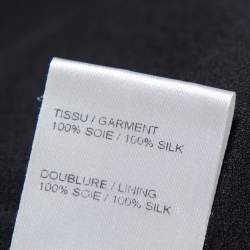 TISSU / GARMENT
100% SOIE / 100% SILK
DOUBLURE / LINING
100% SOIE / 100% SILK